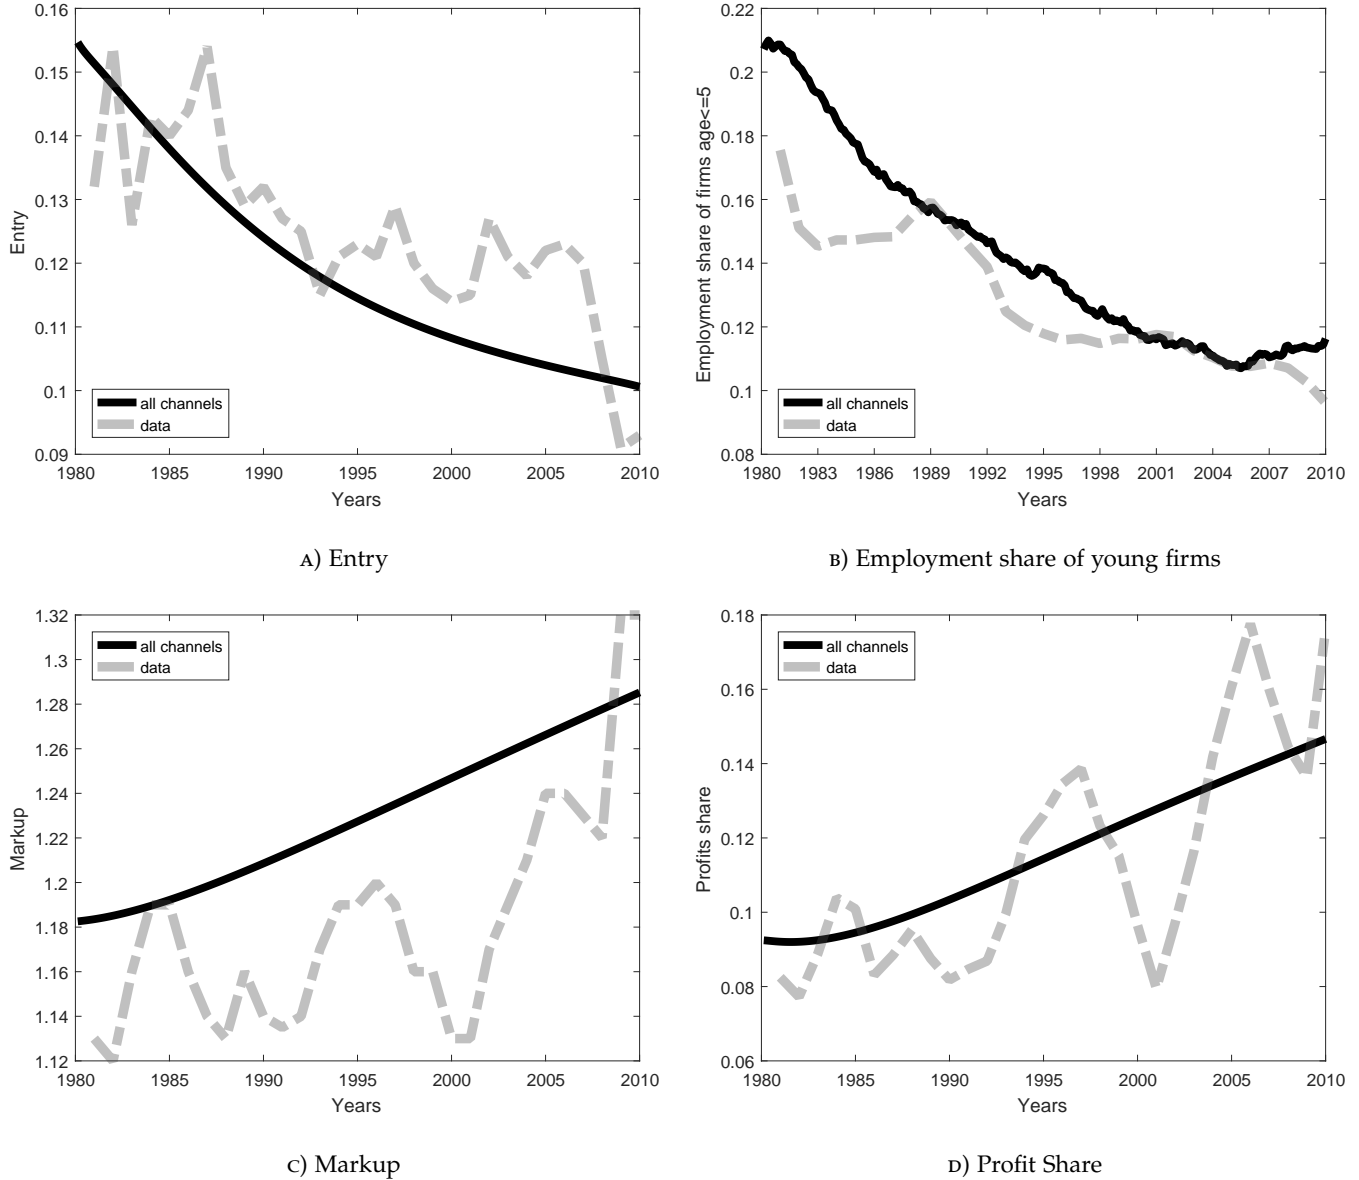 0.16
0.15
0.14
0.13
0.12
0.11
0.1
0.09
Entry
all channels
data
1980 1985 1990 1995 2000 2005 2010
Years
A) Entry
0.22
0.2
0.18
0.16
0.14
0.12
0.1
0.08
Employment share of firms age<=5
all channels
data
1980 1983 1986 1989 1992 1995 1998 2001 2004 2007 2010
Years
B) Employment share of young firms
1.32
1.3
1.28
1.26
1.24
1.22
1.2
1.18
1.16
1.14
1.12
Markup
all channels
data
1980 1985 1990 1995 2000 2005 2010
Years
C) Markup
0.18
0.16
0.14
0.12
0.1
0.08
0.06
Profits share
all channels
data
1980 1985 1990 1995 2000 2005 2010
Years
D) Profit Share